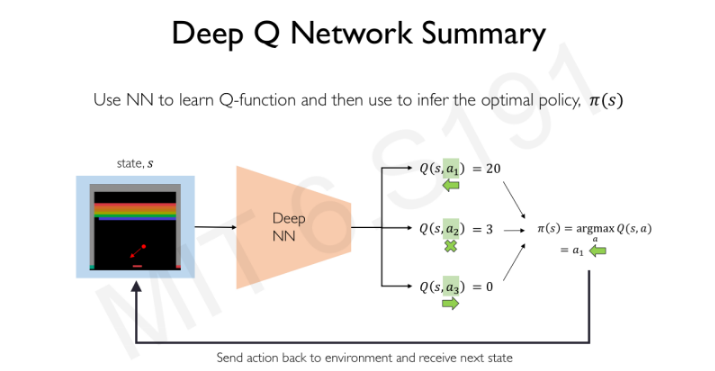 Deep Q Network Summary
Use NN to learn Q-function and then use to infer the optimal policy, π(s)
state, s
Deep
NN
Q(s, a₁) = 20
Q(s, a₂) = 3
Q(s, a₃) = 0
π(s) = argmax Q(s, a)
a
= a₁
Send action back to environment and receive next state
MIT 6.S191